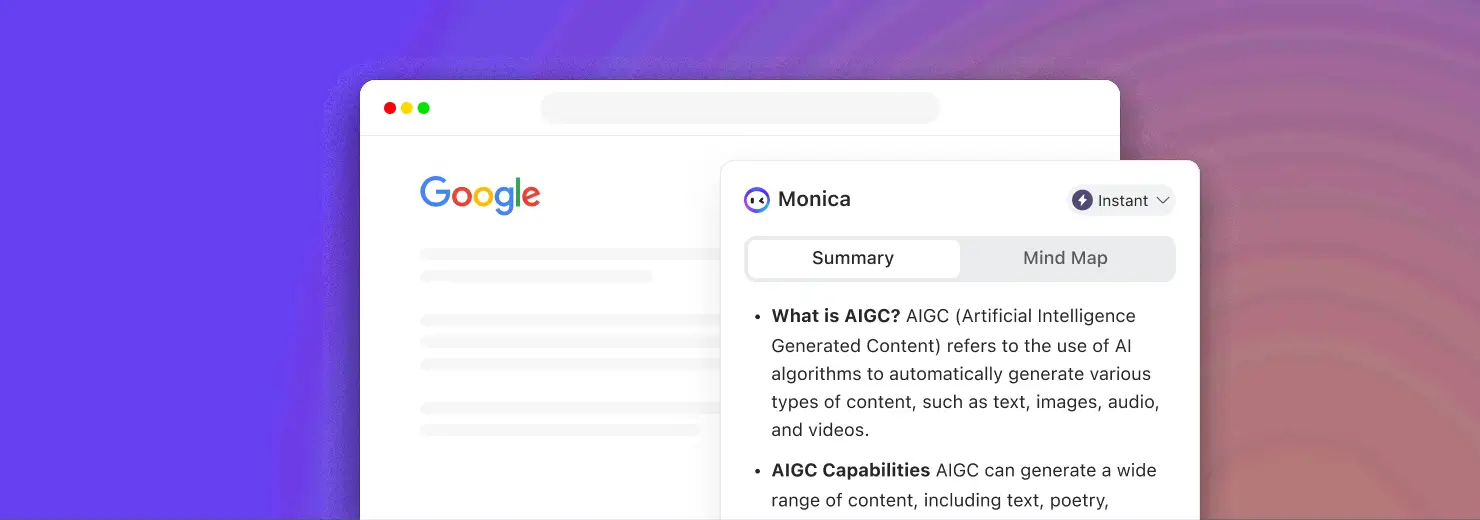 Google
Monica
Instant
Summary
Mind Map
• What is AIGC? AIGC (Artificial Intelligence
Generated Content) refers to the use of AI
algorithms to automatically generate various
types of content, such as text, images, audio,
and videos.
• AIGC Capabilities AIGC can generate a wide
range of content, including text, poetry,